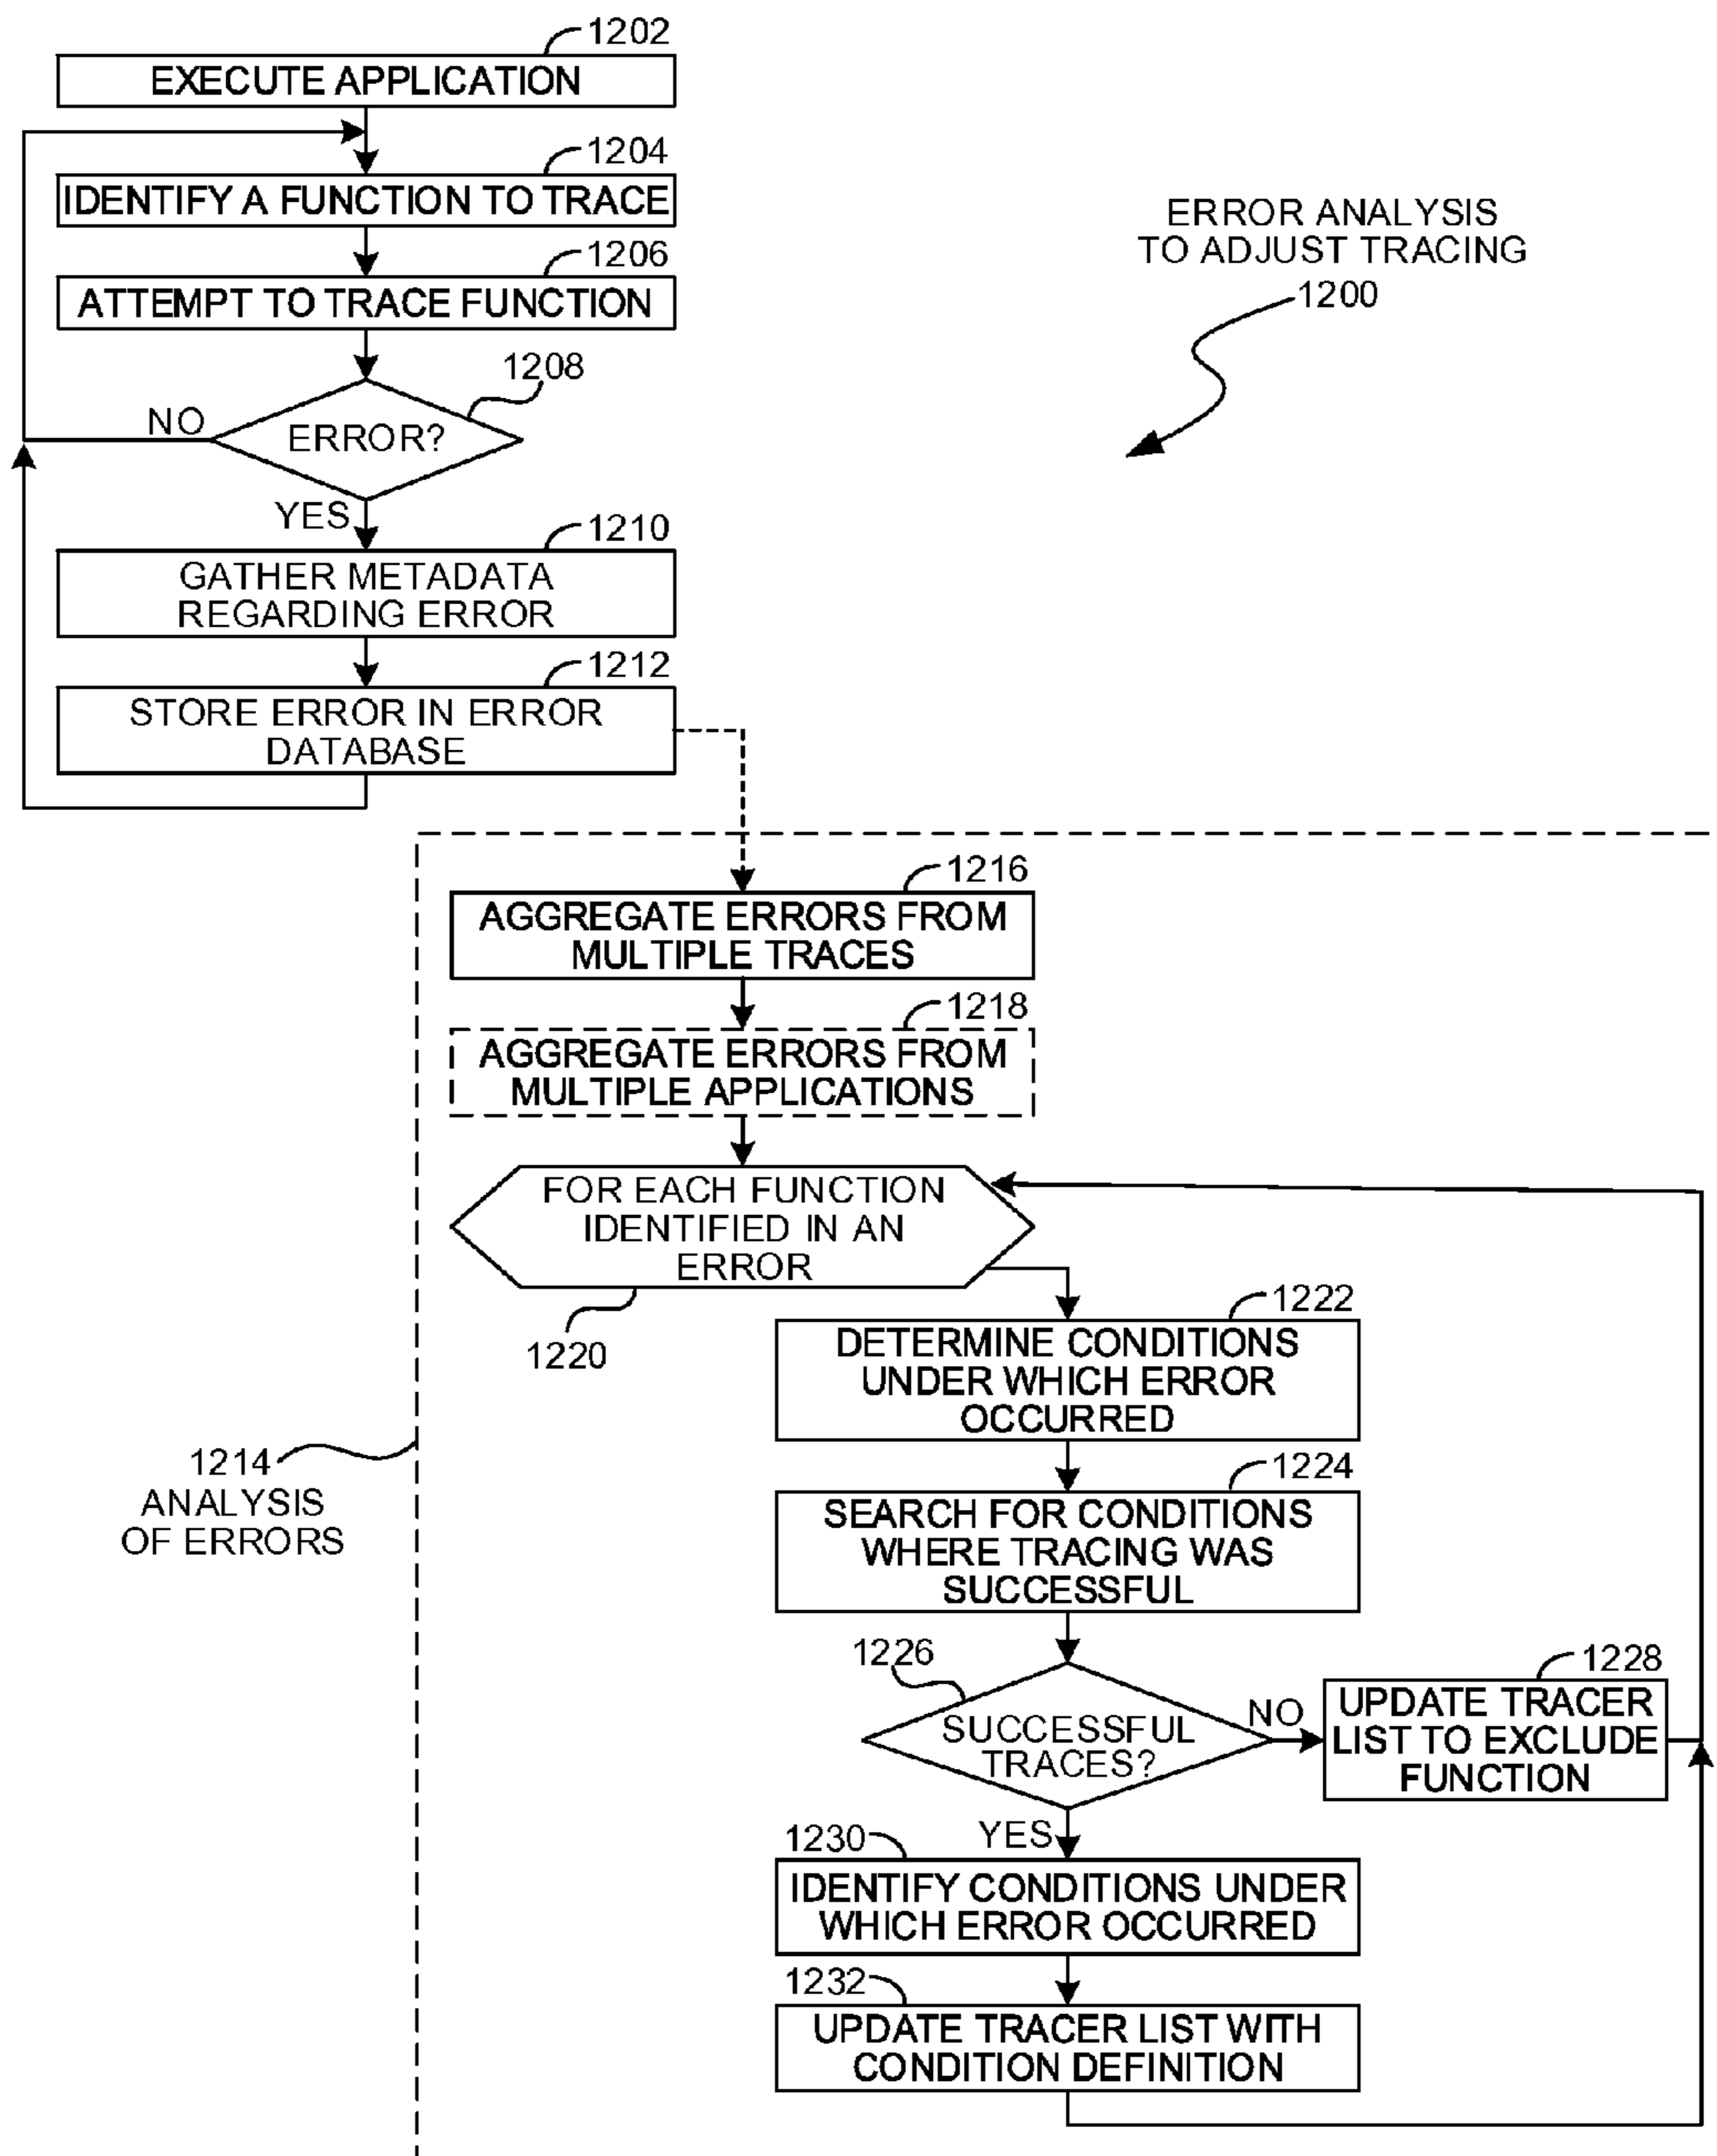 1202
EXECUTE APPLICATION
1204
IDENTIFY A FUNCTION TO TRACE
1206
ATTEMPT TO TRACE FUNCTION
1208
ERROR?
NO
YES
1210
GATHER METADATA
REGARDING ERROR
1212
STORE ERROR IN ERROR
DATABASE
ERROR ANALYSIS
TO ADJUST TRACING
1200
1216
AGGREGATE ERRORS FROM
MULTIPLE TRACES
1218
AGGREGATE ERRORS FROM
MULTIPLE APPLICATIONS
FOR EACH FUNCTION
IDENTIFIED IN AN
ERROR
1220
1222
DETERMINE CONDITIONS
UNDER WHICH ERROR
OCCURRED
1214
ANALYSIS
OF ERRORS
1224
SEARCH FOR CONDITIONS
WHERE TRACING WAS
SUCCESSFUL
1226
SUCCESSFUL
TRACES?
NO
1228
UPDATE TRACER
LIST TO EXCLUDE
FUNCTION
YES
1230
IDENTIFY CONDITIONS UNDER
WHICH ERROR OCCURRED
1232
UPDATE TRACER LIST WITH
CONDITION DEFINITION